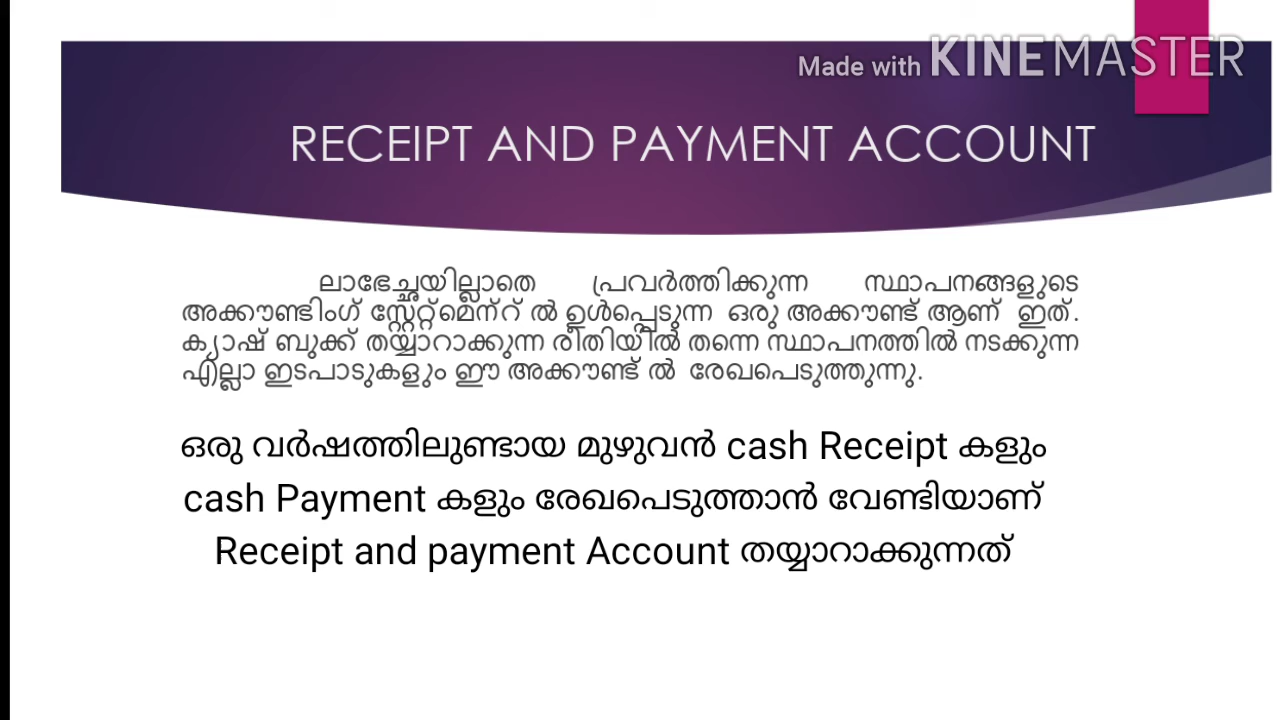 Made with KINEMASTER
RECEIPT AND PAYMENT ACCOUNT
ലാഭേച്ഛയില്ലാതെ പ്രവർത്തിക്കുന്ന സ്ഥാപനങ്ങളുടെ
അക്കൗണ്ടിംഗ് സ്റ്റേറ്റ്മെന്റ് ൽ ഉൾപ്പെടുന്ന ഒരു അക്കൗണ്ട് ആണ് ഇത്.
ക്യാഷ് ബുക്ക് തയ്യാറാക്കുന്ന രീതിയിൽ തന്നെ സ്ഥാപനത്തിൽ നടക്കുന്ന
എല്ലാ ഇടപാടുകളും ഈ അക്കൗണ്ട് ൽ രേഖപെടുത്തുന്നു.
ഒരു വർഷത്തിലുണ്ടായ മുഴുവൻ cash Receipt കളും
cash Payment കളും രേഖപെടുത്താൻ വേണ്ടിയാണ്
Receipt and payment Account തയ്യാറാക്കുന്നത്